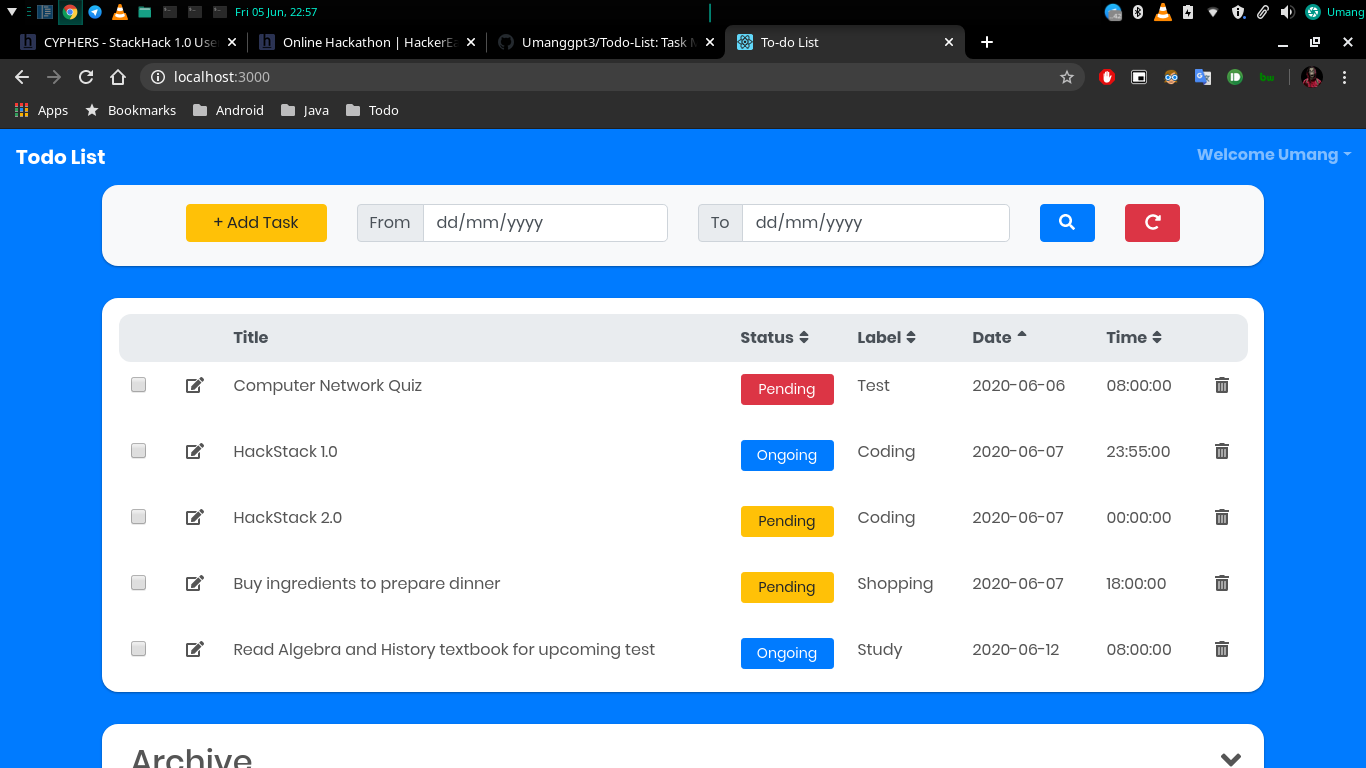 Fri 05 Jun, 22:57
Umang
CYPHERS - StackHack 1.0 Use
Online Hackathon | HackerEa
Umanggpt3/Todo-List: Task M
To-do List
localhost:3000
Apps Bookmarks Android Java Todo
Todo List
Welcome Umang
+ Add Task From dd/mm/yyyy To dd/mm/yyyy
Title Status Label Date Time
Computer Network Quiz Pending Test 2020-06-06 08:00:00
HackStack 1.0 Ongoing Coding 2020-06-07 23:55:00
HackStack 2.0 Pending Coding 2020-06-07 00:00:00
Buy ingredients to prepare dinner Pending Shopping 2020-06-07 18:00:00
Read Algebra and History textbook for upcoming test Ongoing Study 2020-06-12 08:00:00
Archive